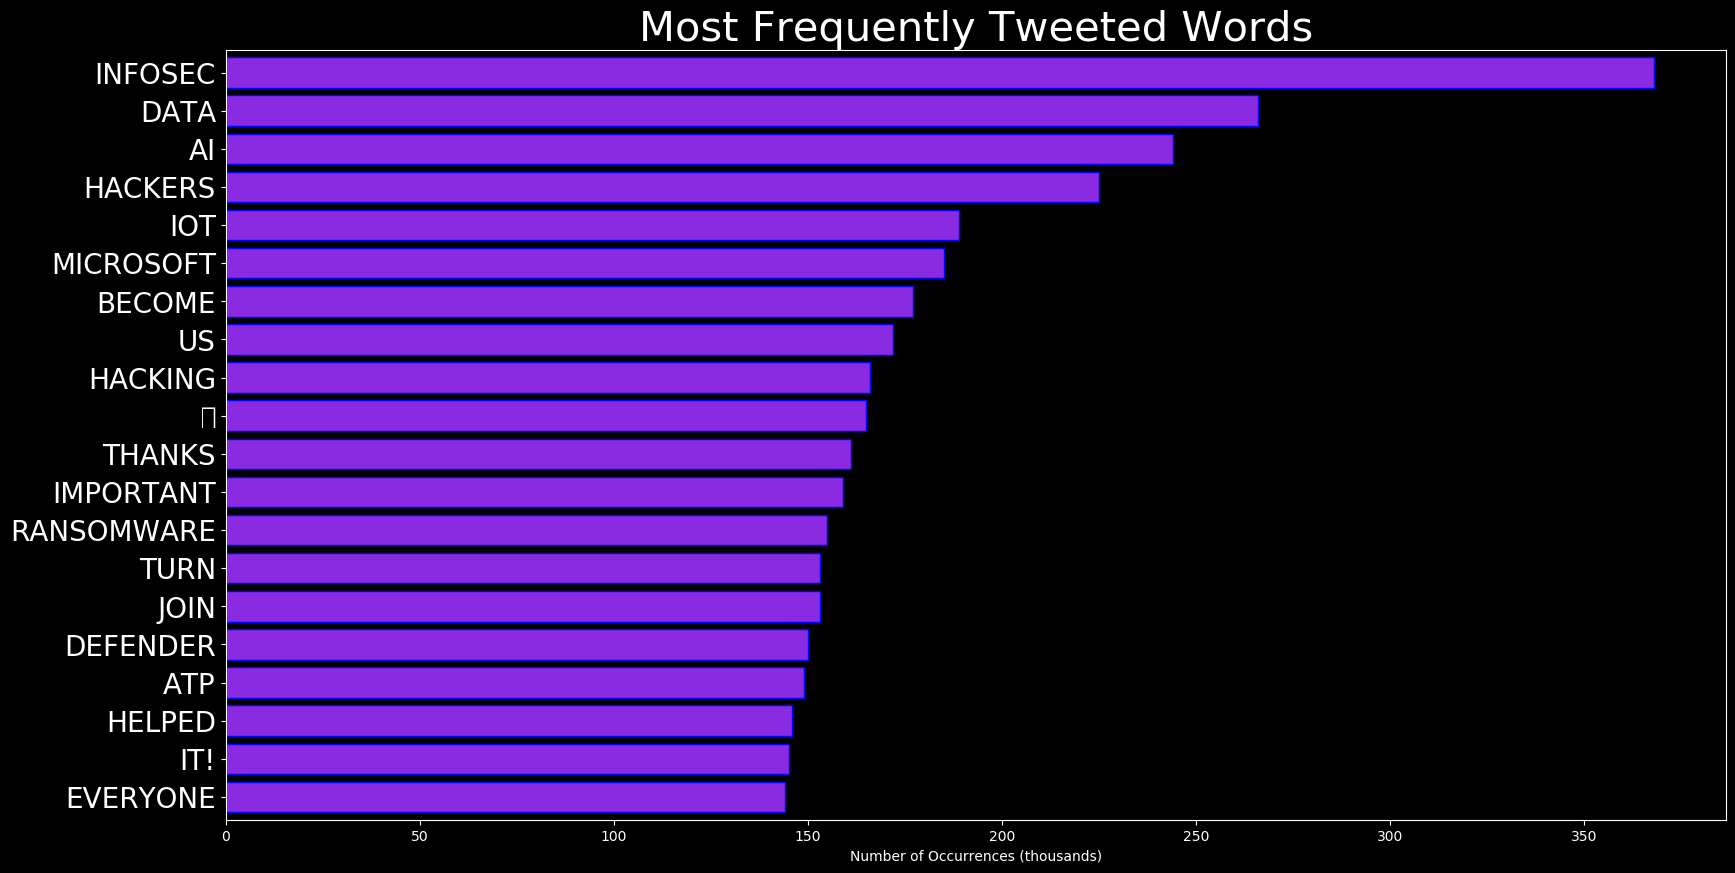 Most Frequently Tweeted Words
INFOSEC
DATA
AI
HACKERS
IOT
MICROSOFT
BECOME
US
HACKING
THANKS
IMPORTANT
RANSOMWARE
TURN
JOIN
DEFENDER
ATP
HELPED
IT!
EVERYONE
0 50 100 150 200 250 300 350
Number of Occurrences (thousands)